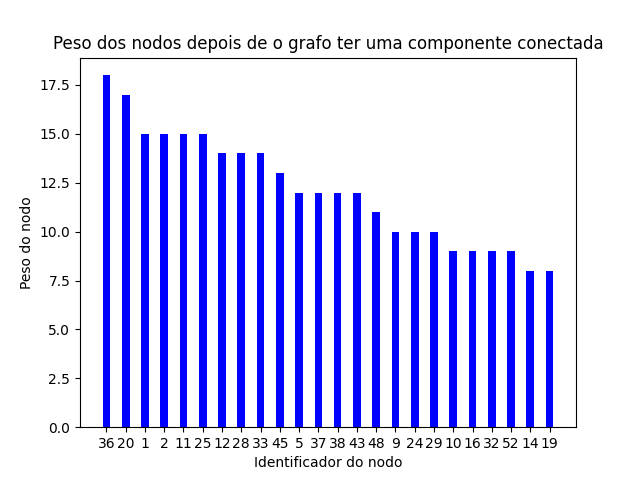 Peso dos nodos depois de o grafo ter uma componente conectada
Peso do nodo
17.5
15.0
12.5
10.0
7.5
5.0
2.5
0.0
36 20 1 2 11 25 12 28 33 45 5 37 38 43 48 9 24 29 10 16 32 52 14 19
Identificador do nodo